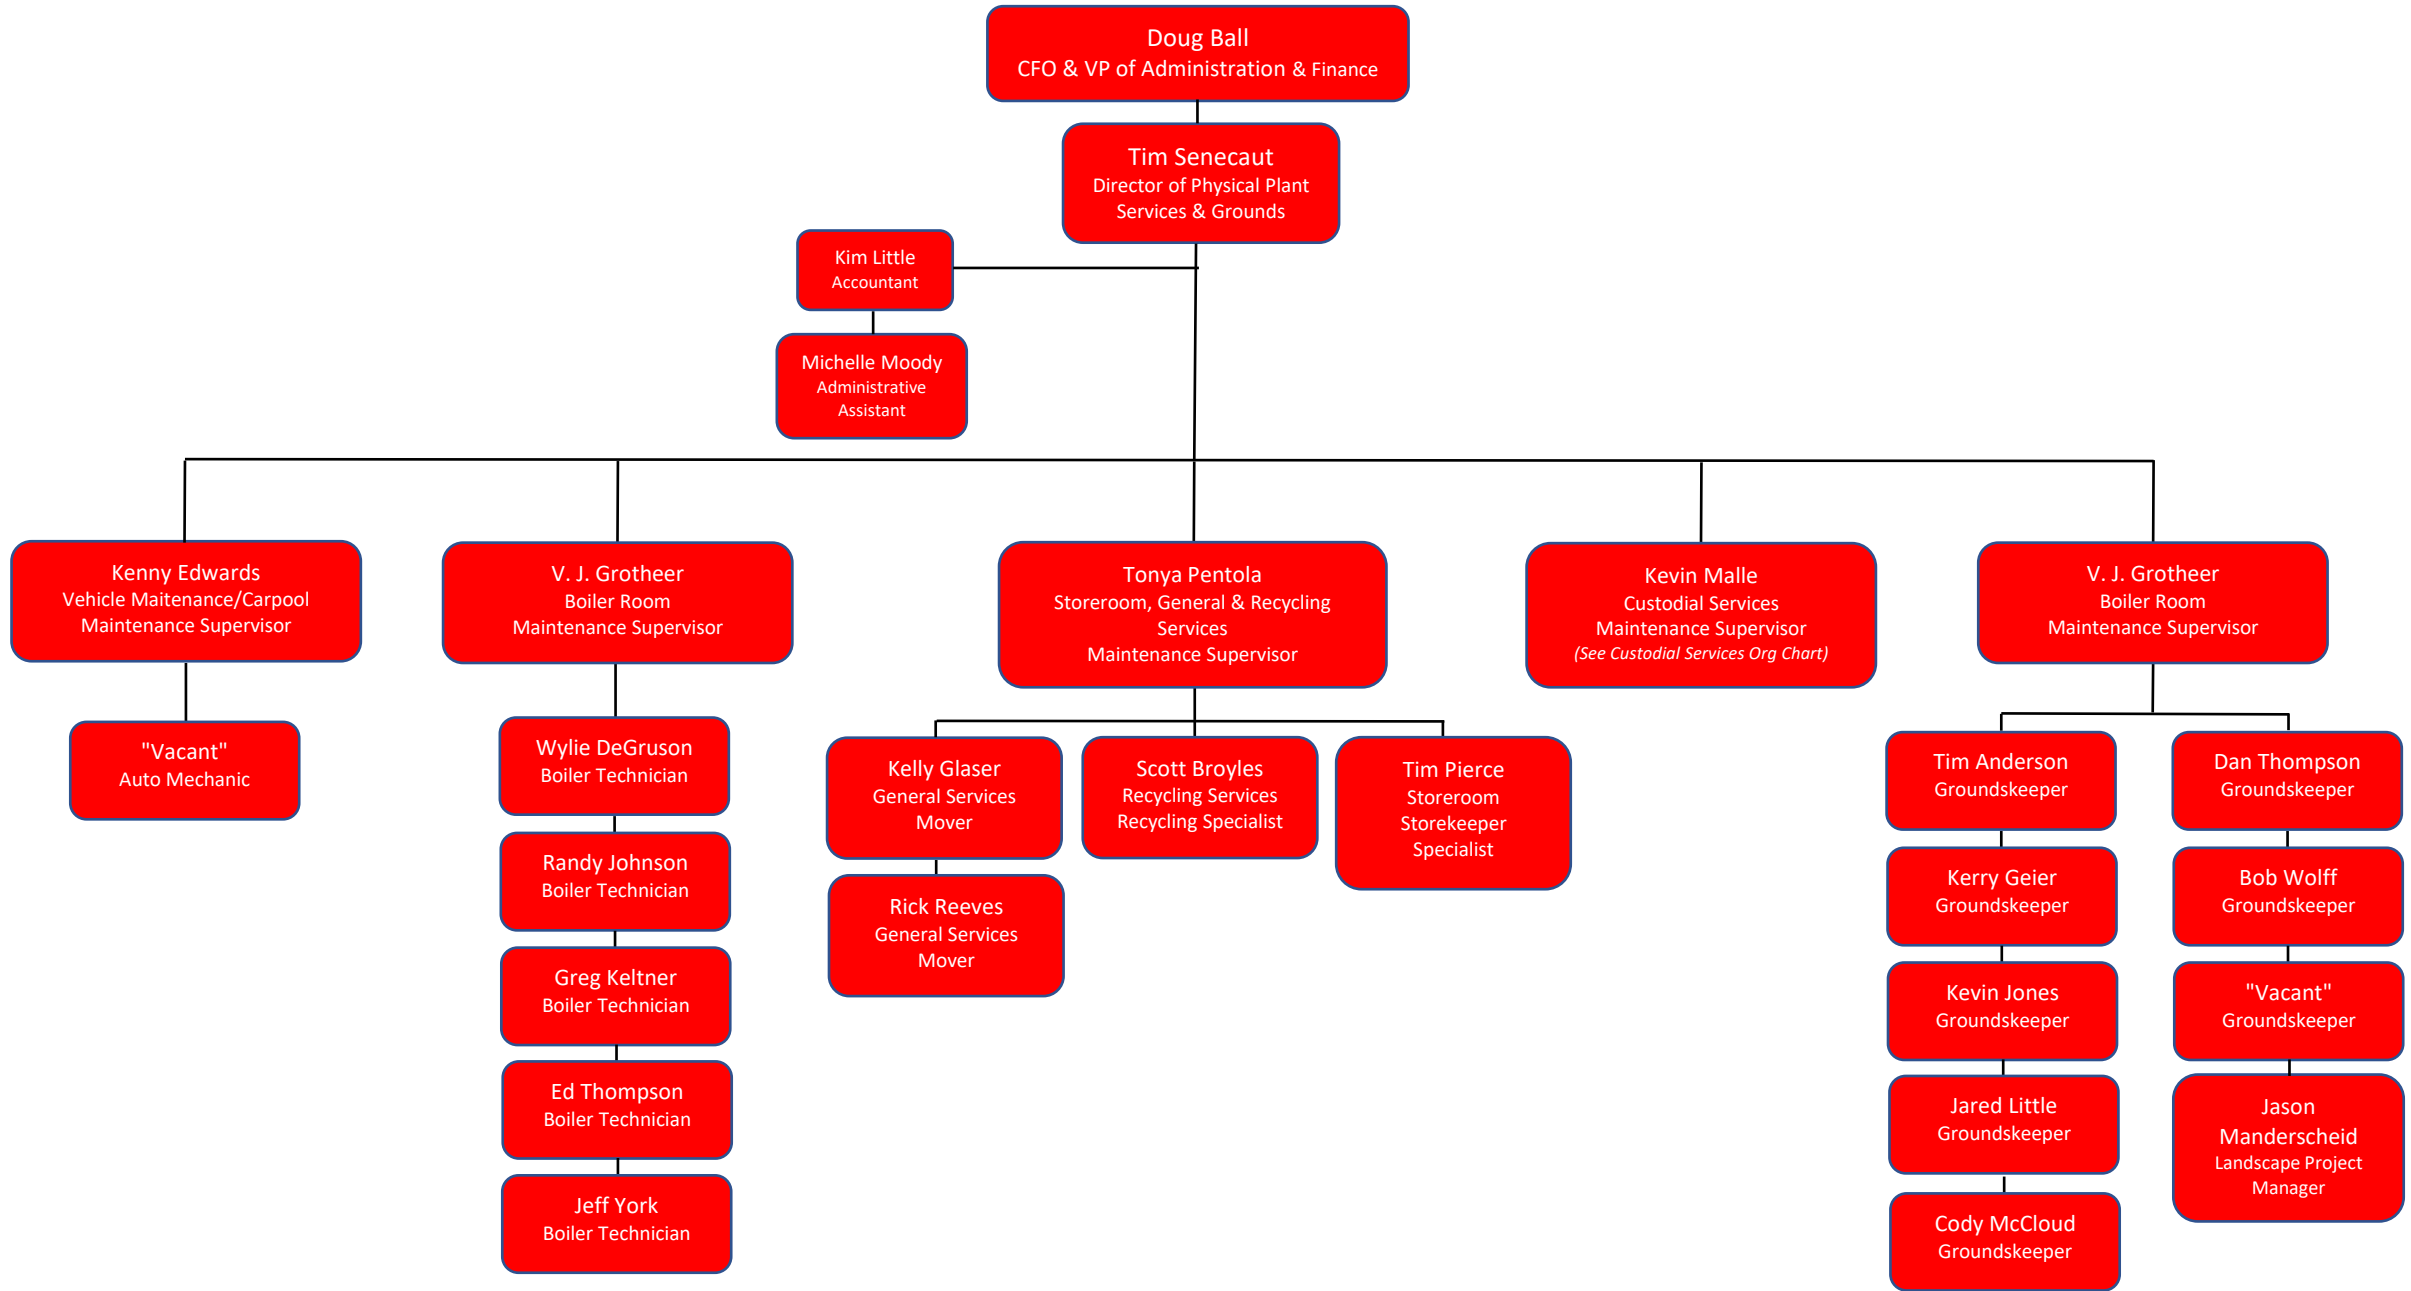 Doug Ball
CFO & VP of Administration & Finance
Tim Senecaut
Director of Physical Plant
Services & Grounds
Kim Little
Accountant
Michelle Moody
Administrative
Assistant
Kenny Edwards
Vehicle Maitenance/Carpool
Maintenance Supervisor
"Vacant"
Auto Mechanic
V. J. Grotheer
Boiler Room
Maintenance Supervisor
Wylie DeGruson
Boiler Technician
Randy Johnson
Boiler Technician
Greg Keltner
Boiler Technician
Ed Thompson
Boiler Technician
Jeff York
Boiler Technician
Tonya Pentola
Storeroom, General & Recycling
Services
Maintenance Supervisor
Kelly Glaser
General Services
Mover
Rick Reeves
General Services
Mover
Scott Broyles
Recycling Services
Recycling Specialist
Tim Pierce
Storeroom
Storekeeper
Specialist
Kevin Malle
Custodial Services
Maintenance Supervisor
(See Custodial Services Org Chart)
V. J. Grotheer
Boiler Room
Maintenance Supervisor
Tim Anderson
Groundskeeper
Kerry Geier
Groundskeeper
Kevin Jones
Groundskeeper
Jared Little
Groundskeeper
Cody McCloud
Groundskeeper
Dan Thompson
Groundskeeper
Bob Wolff
Groundskeeper
"Vacant"
Groundskeeper
Jason
Manderscheid
Landscape Project
Manager